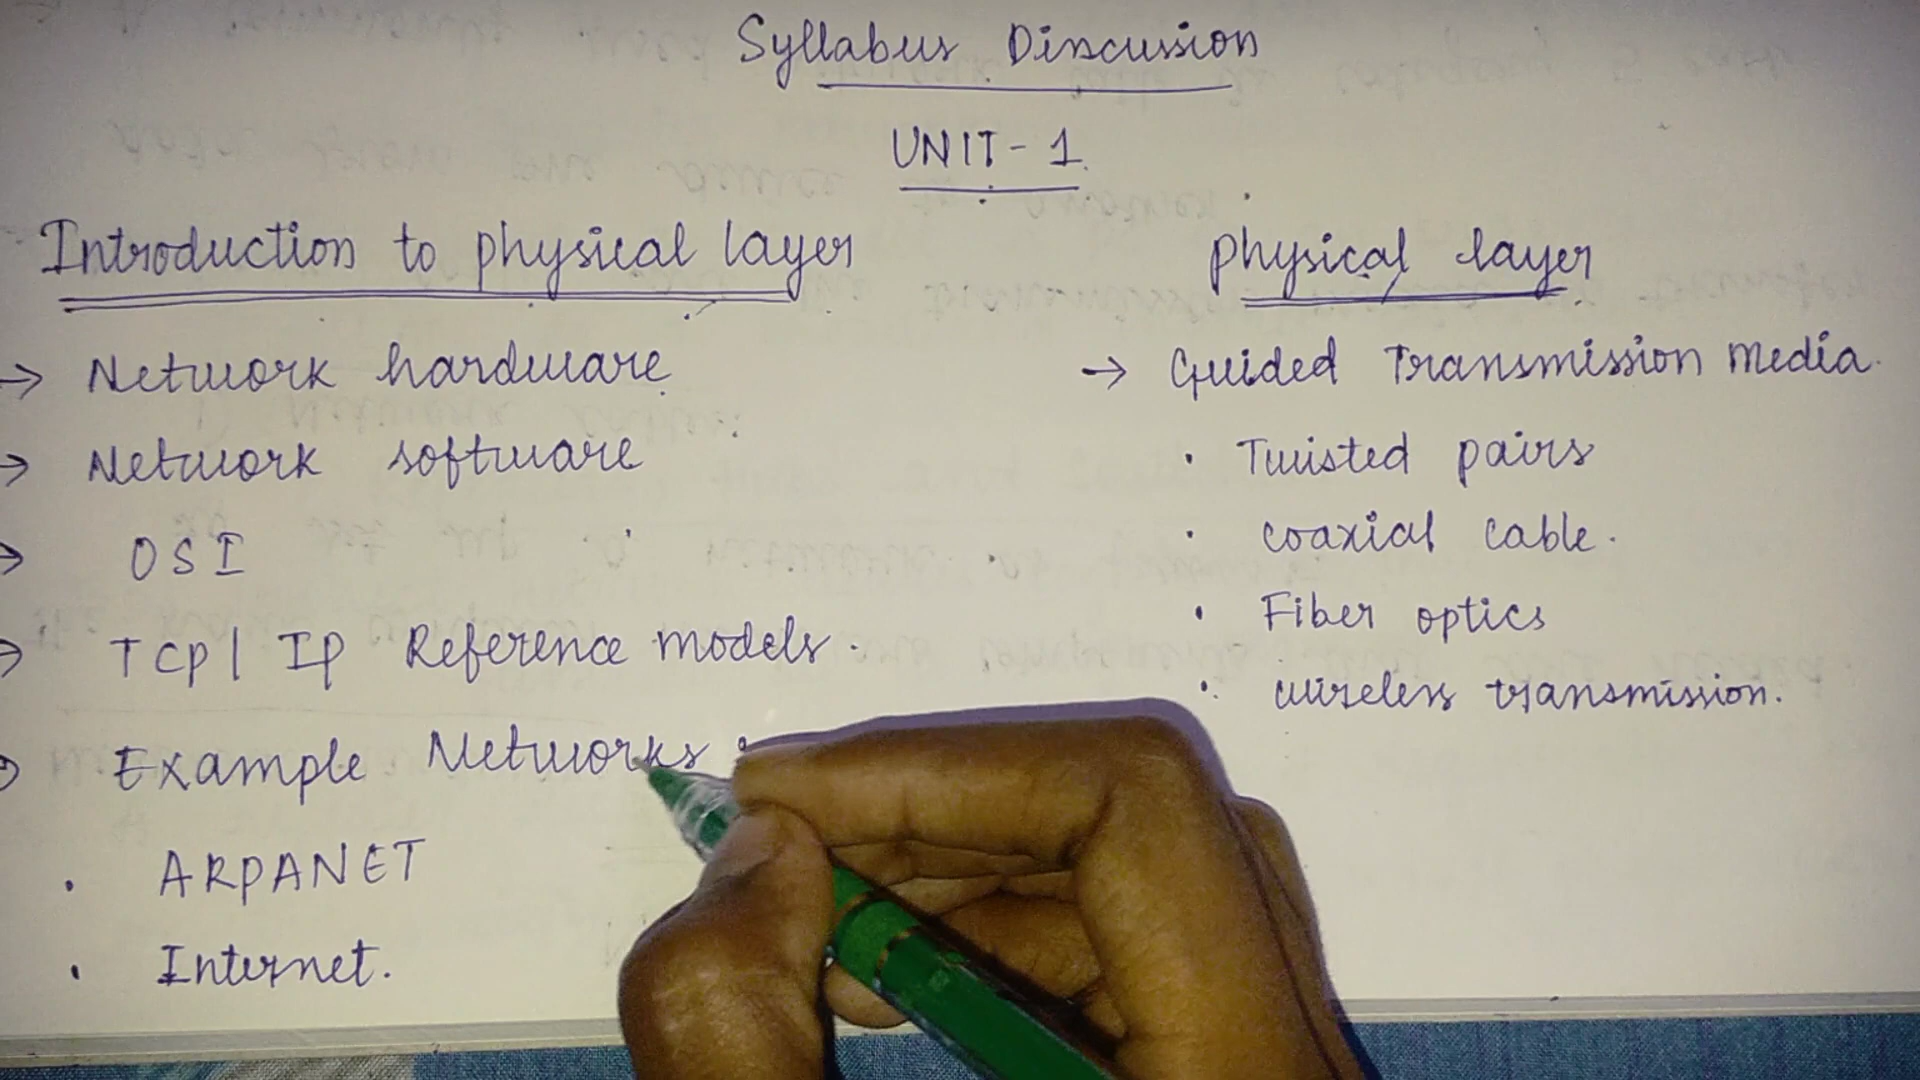 Syllabus Discussion
UNIT - 1
Introduction to physical layer
→ Network hardware
→ Network software
→ OSI
→ TCP | IP Reference models.
→ Example Networks
• ARPANET
• Internet.
physical layer
→ Guided Transmission media.
• Twisted pairs
• coaxial cable.
• Fiber optics
• wireless transmission.